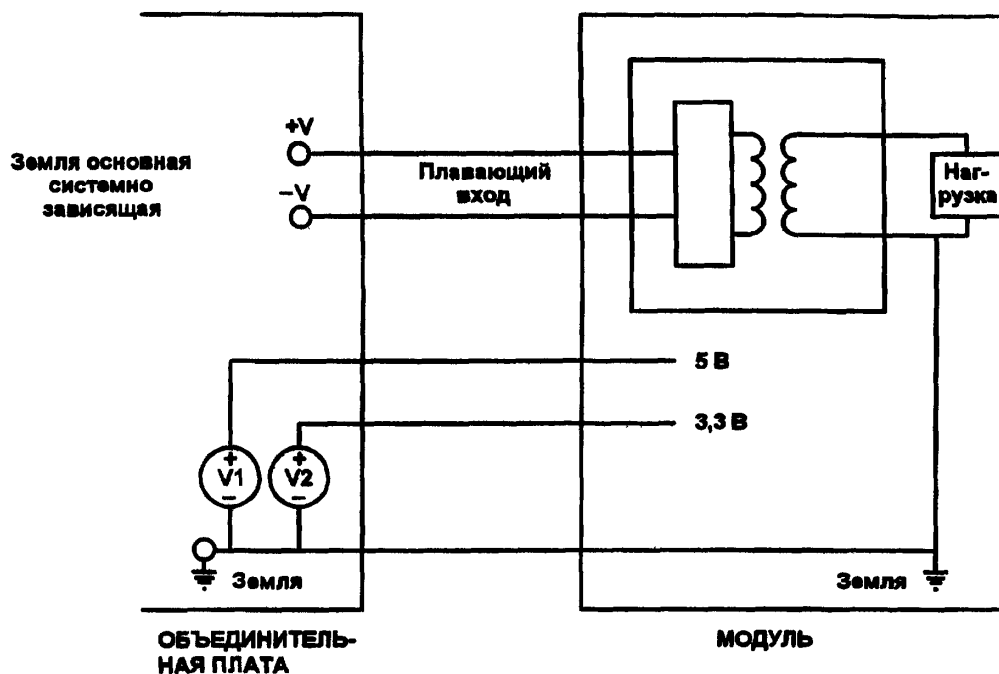 +V
Земля основная
системно
зависящая
−V
Плавающий
вход
Наг-
рузка
5 В
3,3 В
+
V1
−
+
V2
−
Земля
Земля
ОБЪЕДИНИТЕЛЬ-
НАЯ ПЛАТА
МОДУЛЬ